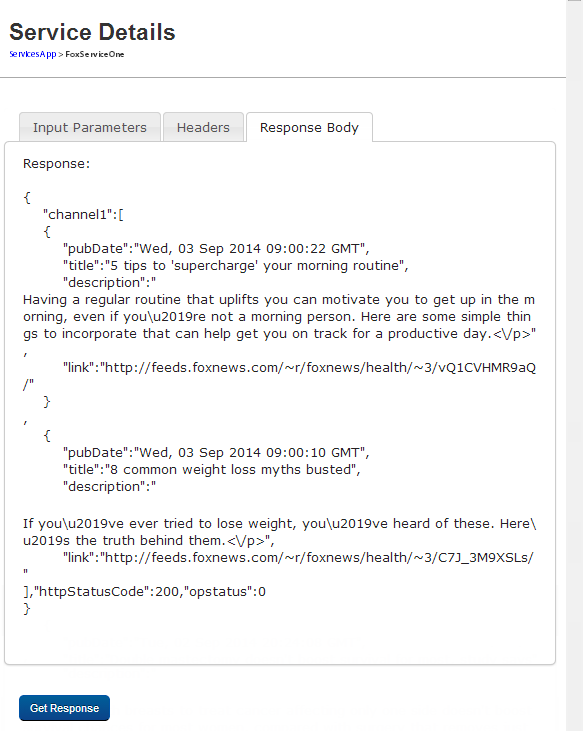 Service Details
ServicesApp > FoxServiceOne
Input Parameters
Headers
Response Body
Response:
{
"channel1":[
{
"pubDate":"Wed, 03 Sep 2014 09:00:22 GMT",
"title":"5 tips to 'supercharge' your morning routine",
"description":"
Having a regular routine that uplifts you can motivate you to get up in the m
orning, even if you\u2019re not a morning person. Here are some simple thin
gs to incorporate that can help get you on track for a productive day.<\/p>"
,
"link":"http://feeds.foxnews.com/~r/foxnews/health/~3/vQ1CVHMR9aQ
/"
}
,
{
"pubDate":"Wed, 03 Sep 2014 09:00:10 GMT",
"title":"8 common weight loss myths busted",
"description":"
If you\u2019ve ever tried to lose weight, you\u2019ve heard of these. Here\
u2019s the truth behind them.<\/p>",
"link":"http://feeds.foxnews.com/~r/foxnews/health/~3/C7J_3M9XSLs/
"
],"httpStatusCode":200,"opstatus":0
}
Get Response